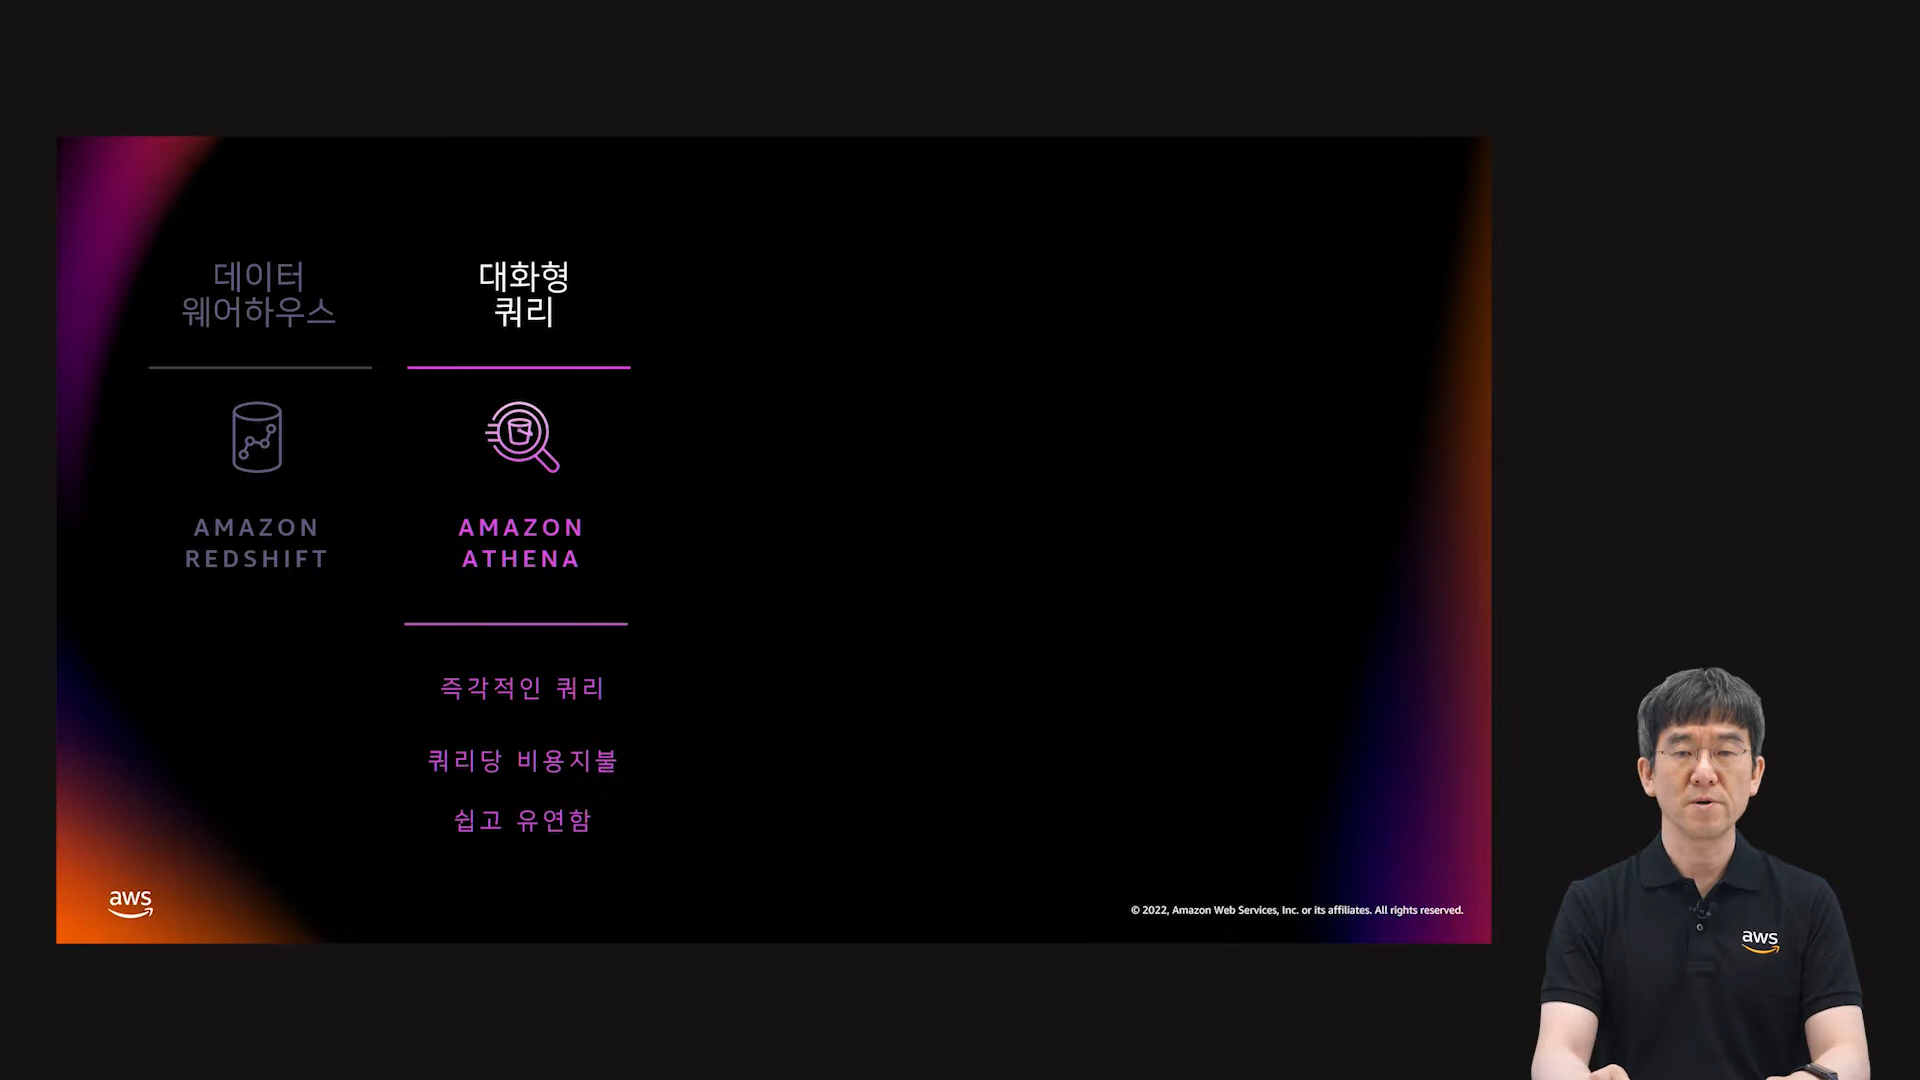 데이터
웨어하우스
AMAZON
REDSHIFT
대화형
쿼리
AMAZON
ATHENA
즉각적인 쿼리
쿼리당 비용지불
쉽고 유연함
aws
© 2022, Amazon Web Services, Inc. or its affiliates. All rights reserved.
aws